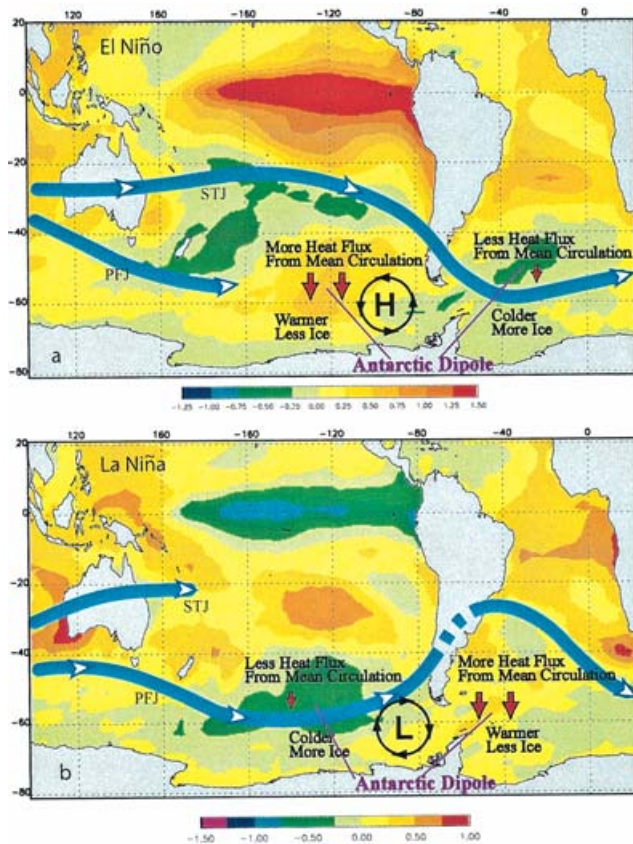 120 160 -160 -120 -80 -40 0
20
0
-20
-40
-60
-80
El Niño
STJ
PFJ
More Heat Flux
From Mean Circulation
Less Heat Flux
From Mean Circulation
H
Warmer
Less Ice
Colder
More Ice
Antarctic Dipole
a
-1.25 -1.00 -0.75 -0.50 -0.25 0.00 0.25 0.50 0.75 1.00 1.25 1.50
120 160 -160 -120 -80 -40 0
20
0
-20
-40
-60
-80
La Niña
STJ
PFJ
Less Heat Flux
From Mean Circulation
More Heat Flux
From Mean Circulation
L
Colder
More Ice
Warmer
Less Ice
Antarctic Dipole
b
-1.50 -1.00 -0.50 0.00 0.50 1.00